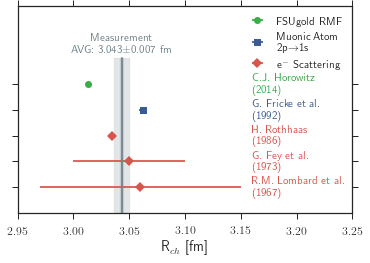 Measurement
AVG: 3.043±0.007 fm
FSUgold RMF
Muonic Atom
2p→1s
e⁻ Scattering
C.J. Horowitz
(2014)
G. Fricke et al.
(1992)
H. Rothhaas
(1986)
G. Fey et al.
(1973)
R.M. Lombard et al.
(1967)
2.95 3.00 3.05 3.10 3.15 3.20 3.25
R_ch [fm]